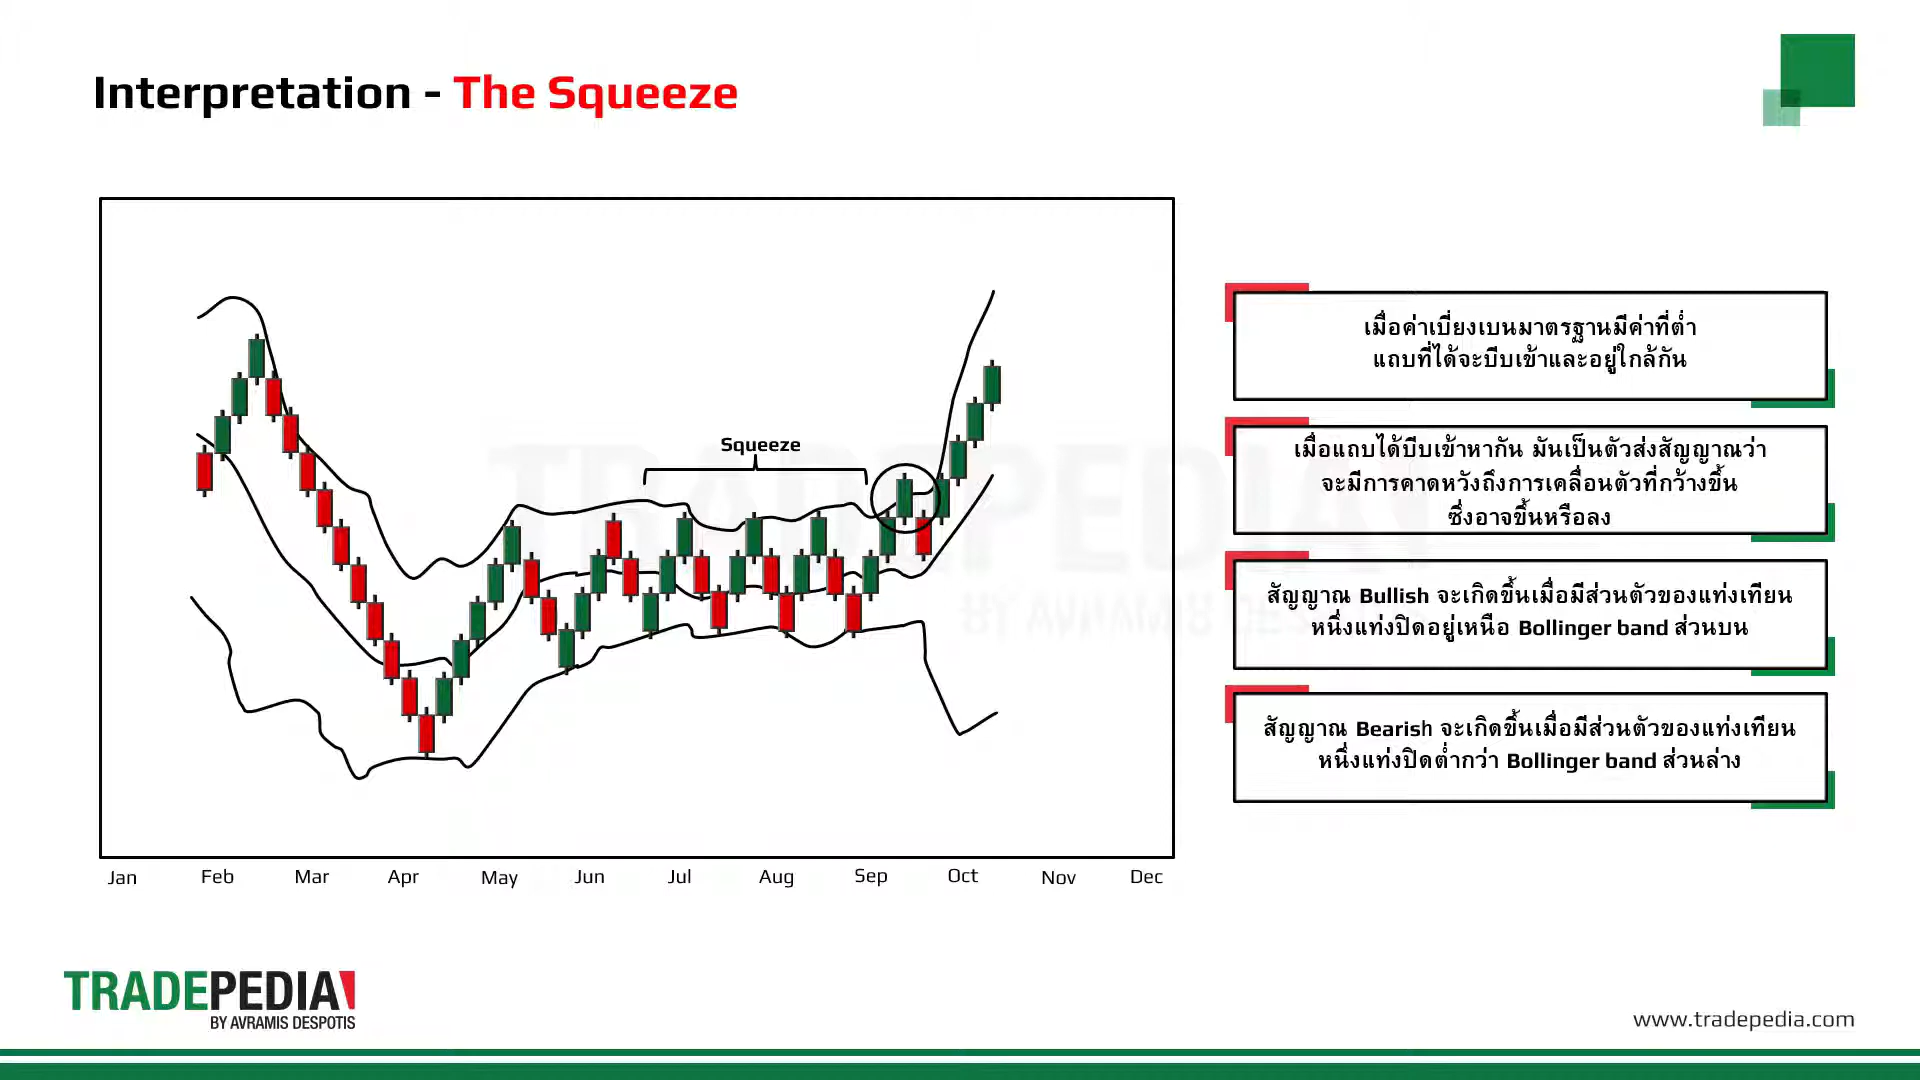 Interpretation - The Squeeze
Squeeze
Jan Feb Mar Apr May Jun Jul Aug Sep Oct Nov Dec
เมื่อค่าเบี่ยงเบนมาตรฐานมีค่าที่ต่ำ
แถบที่ได้จะบีบเข้าและอยู่ใกล้กัน
เมื่อแถบได้บีบเข้าหากัน มันเป็นตัวส่งสัญญาณว่า
จะมีการคาดหวังถึงการเคลื่อนตัวที่กว้างขึ้น
ซึ่งอาจขึ้นหรือลง
สัญญาณ Bullish จะเกิดขึ้นเมื่อมีส่วนตัวของแท่งเทียน
หนึ่งแท่งปิดอยู่เหนือ Bollinger band ส่วนบน
สัญญาณ Bearish จะเกิดขึ้นเมื่อมีส่วนตัวของแท่งเทียน
หนึ่งแท่งปิดต่ำกว่า Bollinger band ส่วนล่าง
TRADEPEDIA
BY AVRAMIS DESPOTIS
www.tradepedia.com